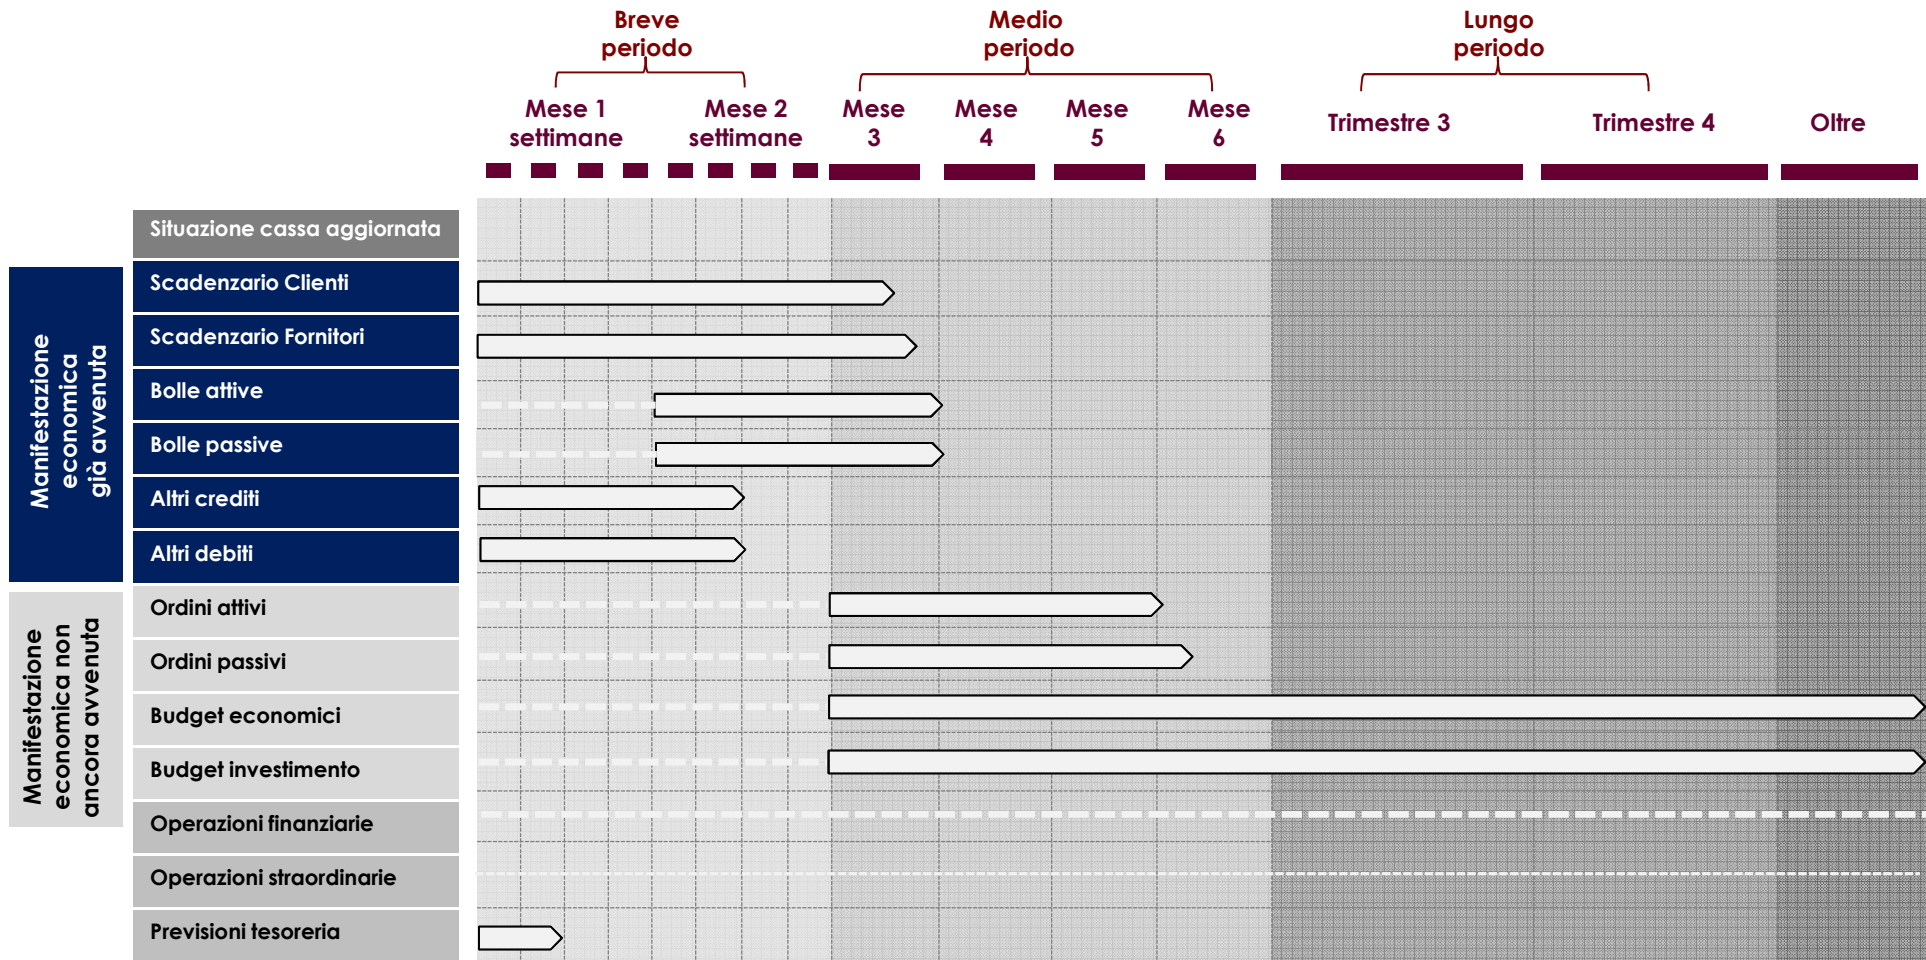 Breve
periodo
Medio
periodo
Lungo
periodo
Mese 1
settimane
Mese 2
settimane
Mese
3
Mese
4
Mese
5
Mese
6
Trimestre 3
Trimestre 4
Oltre
Situazione cassa aggiornata
Manifestazione
economica
già avvenuta
Scadenzario Clienti
Scadenzario Fornitori
Bolle attive
Bolle passive
Altri crediti
Altri debiti
Manifestazione
economica non
ancora avvenuta
Ordini attivi
Ordini passivi
Budget economici
Budget investimento
Operazioni finanziarie
Operazioni straordinarie
Previsioni tesoreria